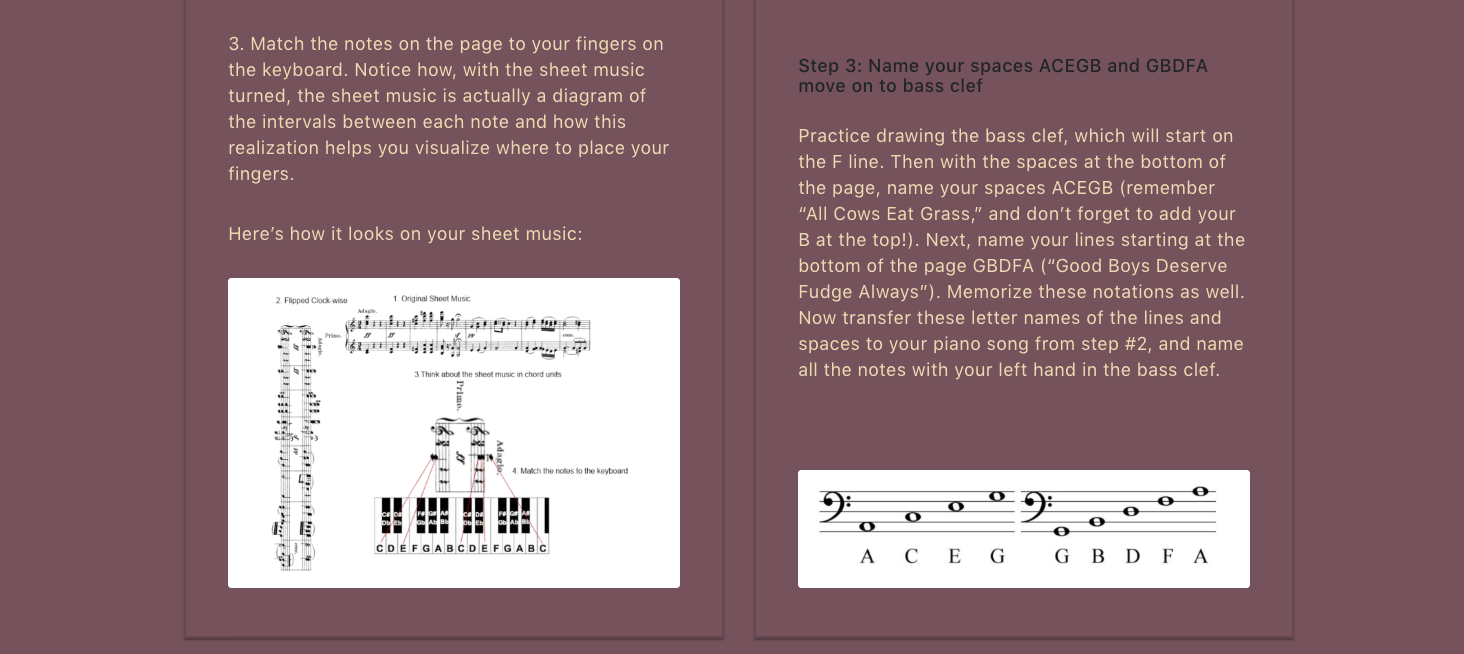 3. Match the notes on the page to your fingers on
the keyboard. Notice how, with the sheet music
turned, the sheet music is actually a diagram of
the intervals between each note and how this
realization helps you visualize where to place your
fingers.
Here’s how it looks on your sheet music:
2. Flipped Clock-wise
1. Original Sheet Music
Adagio.
Primo.
ff
ff
pp
cresc.
Adagio.
3.Think about the sheet music in chord units
Primo.
Adagio.
ff
4. Match the notes to the keyboard
C# D# F# G# A# C# D# F# G# A#
Db Eb Gb Ab Bb Db Eb Gb Ab Bb
C D E F G A B C D E F G A B C
Step 3: Name your spaces ACEGB and GBDFA
move on to bass clef
Practice drawing the bass clef, which will start on
the F line. Then with the spaces at the bottom of
the page, name your spaces ACEGB (remember
“All Cows Eat Grass,” and don’t forget to add your
B at the top!). Next, name your lines starting at the
bottom of the page GBDFA (“Good Boys Deserve
Fudge Always”). Memorize these notations as well.
Now transfer these letter names of the lines and
spaces to your piano song from step #2, and name
all the notes with your left hand in the bass clef.
A C E G G B D F A